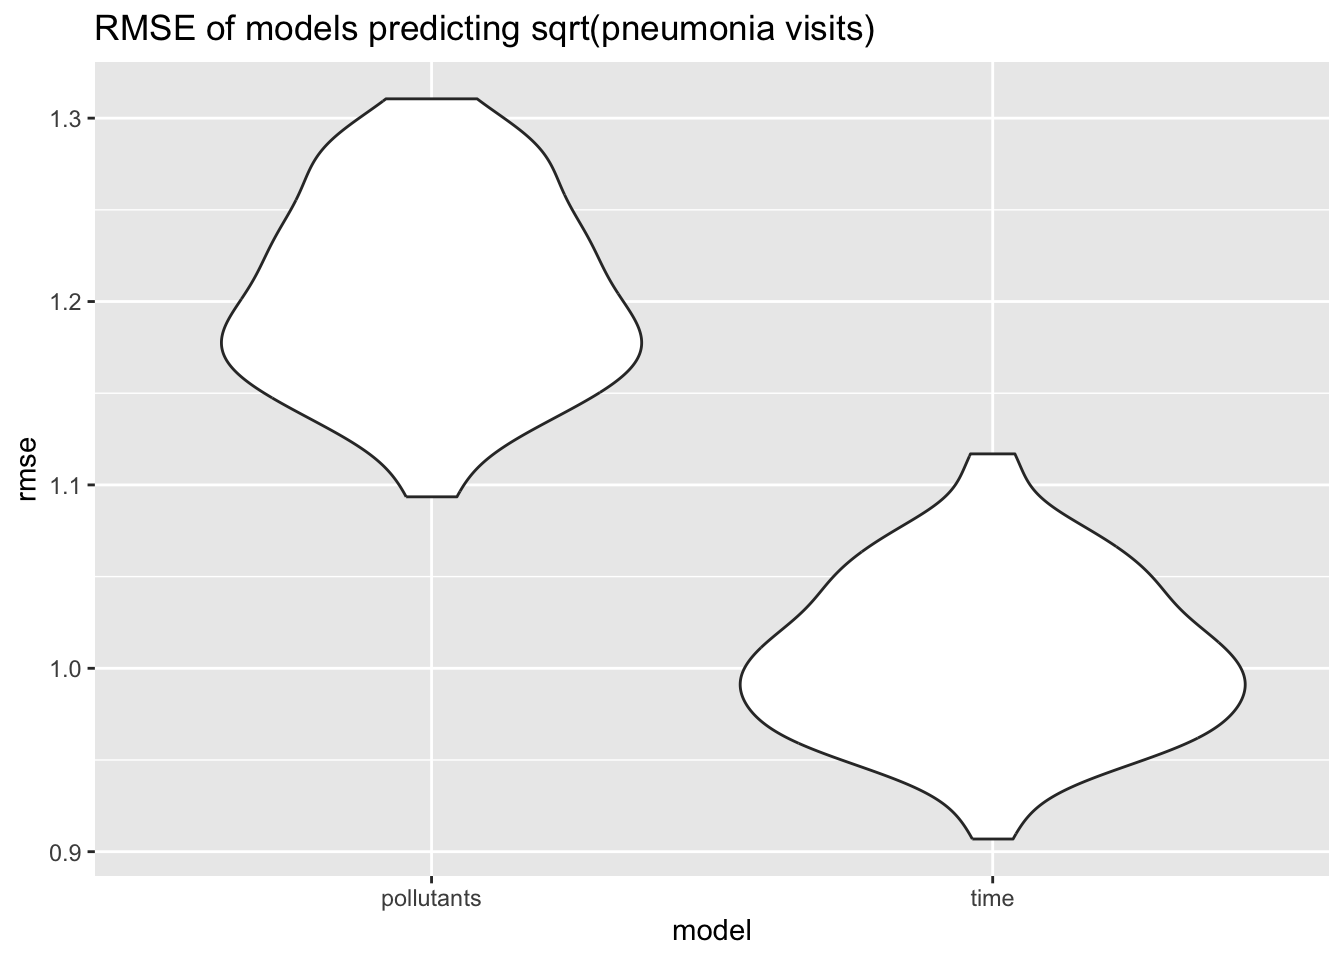 RMSE of models predicting sqrt(pneumonia visits)
rmse
1.3
1.2
1.1
1.0
0.9
pollutants
time
model